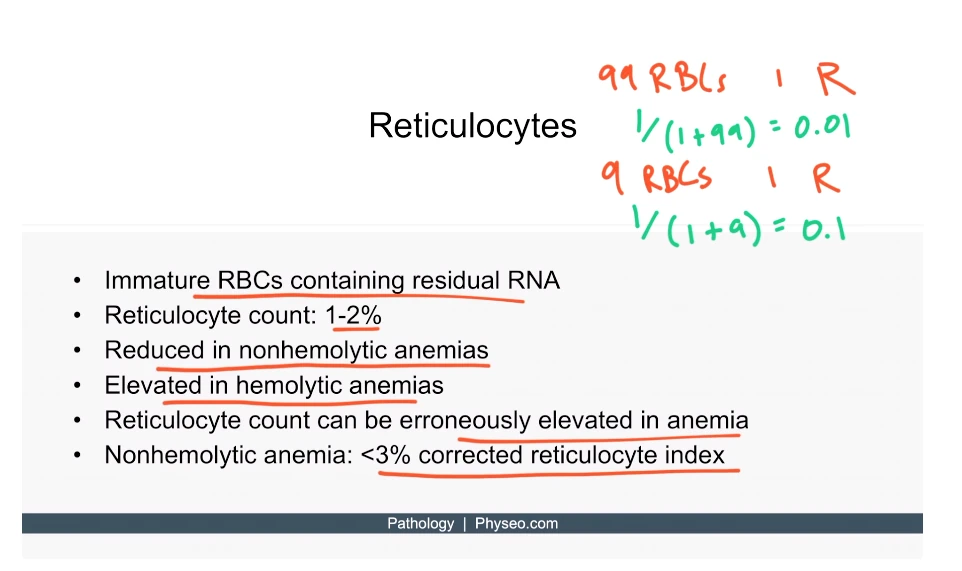 99 RBCs 1 R
Reticulocytes
1/(1+99) = 0.01
9 RBCs 1 R
1/(1+9) = 0.1
• Immature RBCs containing residual RNA
• Reticulocyte count: 1-2%
• Reduced in nonhemolytic anemias
• Elevated in hemolytic anemias
• Reticulocyte count can be erroneously elevated in anemia
• Nonhemolytic anemia: <3% corrected reticulocyte index
Pathology | Physeo.com